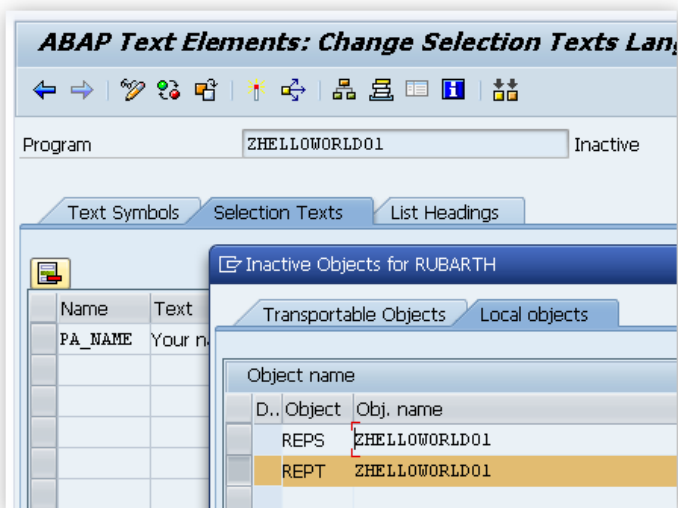 ABAP Text Elements: Change Selection Texts
Program ZHELLOWORLD01 Inactive
Text Symbols Selection Texts List Headings
Inactive Objects for RUBARTH
Name Text
Transportable Objects Local objects
PA_NAME Your
Object name
D.. Object Obj. name
REPS ZHELLOWORLD01
REPT ZHELLOWORLD01